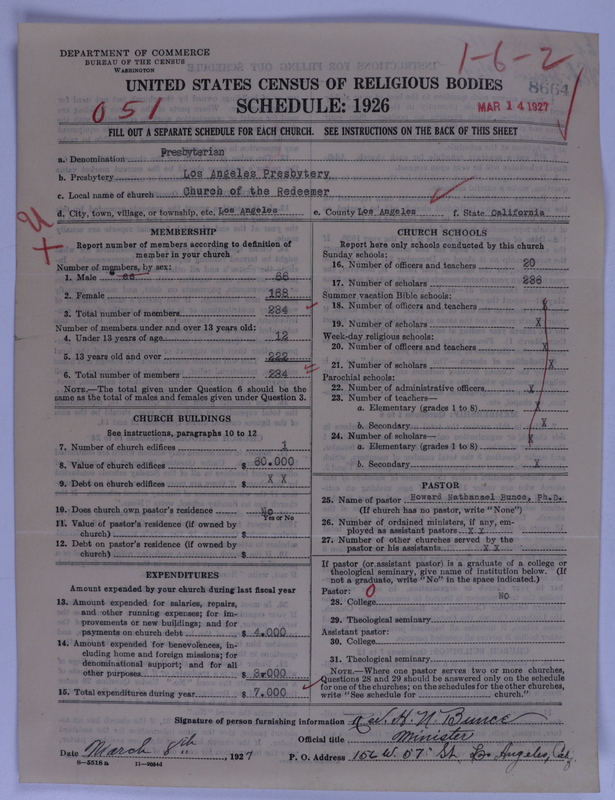 DEPARTMENT OF COMMERCE
BUREAU OF THE CENSUS
WASHINGTON
1-6-2
UNITED STATES CENSUS OF RELIGIOUS BODIES
8664
051
SCHEDULE: 1926
MAR 14 1927
FILL OUT A SEPARATE SCHEDULE FOR EACH CHURCH. SEE INSTRUCTIONS ON THE BACK OF THIS SHEET
a. Denomination Presbyterian
b. Presbytery Los Angeles Presbytery
c. Local name of church Church of the Redeemer
d. City, town, village, or township, etc. Los Angeles e. County Los Angeles f. State California
MEMBERSHIP
Report number of members according to definition of
member in your church
Number of members, by sex:
1. Male 66 66
2. Female 168
3. Total number of members 234
Number of members under and over 13 years old:
4. Under 13 years of age 12
5. 13 years old and over 222
6. Total number of members 234
NOTE.—The total given under Question 6 should be the
same as the total of males and females given under Question 3.
CHURCH BUILDINGS
See instructions, paragraphs 10 to 12
7. Number of church edifices 1
8. Value of church edifices $ 60.000
9. Debt on church edifices $ X X
10. Does church own pastor's residence No
Yes or No
11. Value of pastor's residence (if owned by
church) $
12. Debt on pastor's residence (if owned by
church) $
EXPENDITURES
Amount expended by your church during last fiscal year
13. Amount expended for salaries, repairs,
and other running expenses; for im-
provements or new buildings; and for
payments on church debt $ 4.000
14. Amount expended for benevolences, in-
cluding home and foreign missions; for
denominational support; and for all
other purposes $ 3.000
15. Total expenditures during year $ 7.000
CHURCH SCHOOLS
Report here only schools conducted by this church
Sunday schools:
16. Number of officers and teachers 20
17. Number of scholars 236
Summer vacation Bible schools:
18. Number of officers and teachers X
19. Number of scholars X
Week-day religious schools:
20. Number of officers and teachers X
21. Number of scholars X
Parochial schools:
22. Number of administrative officers X
23. Number of teachers—
a. Elementary (grades 1 to 8) X
b. Secondary X
24. Number of scholars—
a. Elementary (grades 1 to 8) X
b. Secondary X
PASTOR
25. Name of pastor Howard Nathanael Bunce, Ph.D.
(If church has no pastor, write "None")
26. Number of ordained ministers, if any, em-
ployed as assistant pastors X X
27. Number of other churches served by the
pastor or his assistants X X
If pastor (or assistant pastor) is a graduate of a college or
theological seminary, give name of institution below. (If
not a graduate, write "No" in the space indicated.)
Pastor: O
28. College No
29. Theological seminary
Assistant pastor:
30. College
31. Theological seminary
NOTE.—Where one pastor serves two or more churches,
Questions 28 and 29 should be answered only on the schedule
for one of the churches; on the schedules for the other churches,
write "See schedule for church."
Signature of person furnishing information Rev. H. N. Bunce
Official title Minister
Date March 8th, 1927 P. O. Address 156 W. 57 St. Los Angeles, Calif.
8-5518a